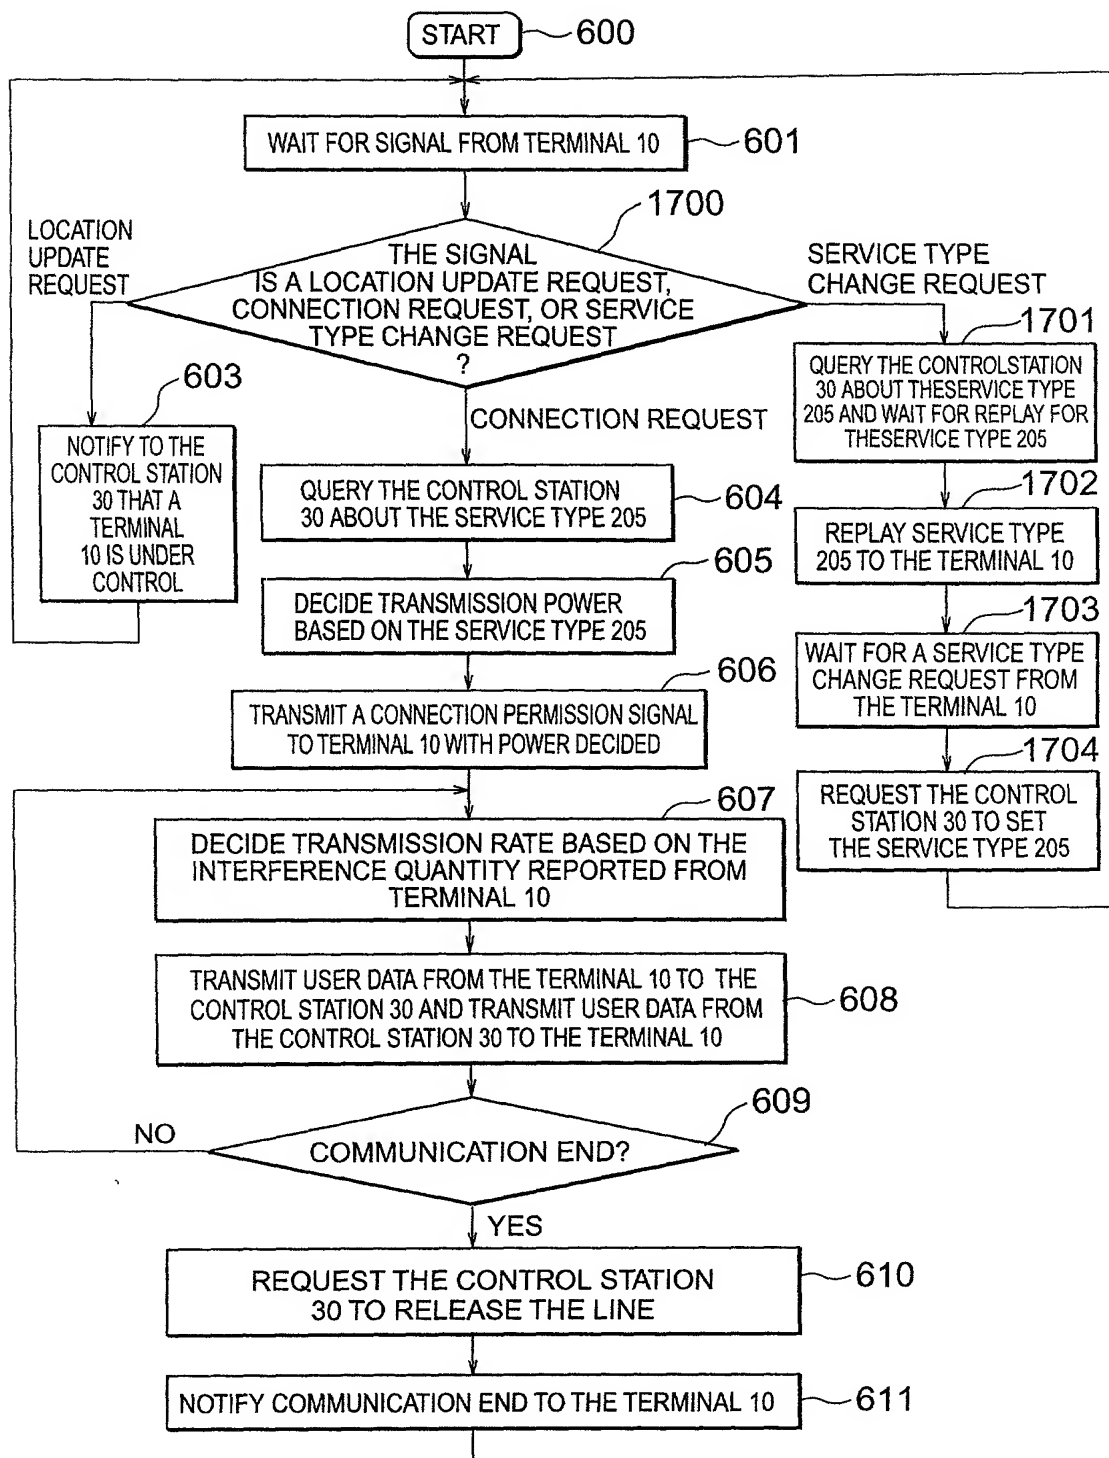 START
600
WAIT FOR SIGNAL FROM TERMINAL 10
601
1700
LOCATION
UPDATE
REQUEST
THE SIGNAL
IS A LOCATION UPDATE REQUEST,
CONNECTION REQUEST, OR SERVICE
TYPE CHANGE REQUEST
?
SERVICE TYPE
CHANGE REQUEST
603
NOTIFY TO THE
CONTROL STATION
30 THAT A
TERMINAL
10 IS UNDER
CONTROL
CONNECTION REQUEST
1701
QUERY THE CONTROLSTATION
30 ABOUT THESERVICE TYPE
205 AND WAIT FOR REPLAY FOR
THESERVICE TYPE 205
QUERY THE CONTROL STATION
30 ABOUT THE SERVICE TYPE 205
604
1702
REPLAY SERVICE TYPE
205 TO THE TERMINAL 10
605
DECIDE TRANSMISSION POWER
BASED ON THE SERVICE TYPE 205
1703
WAIT FOR A SERVICE TYPE
CHANGE REQUEST FROM
THE TERMINAL 10
606
TRANSMIT A CONNECTION PERMISSION SIGNAL
TO TERMINAL 10 WITH POWER DECIDED
1704
REQUEST THE CONTROL
STATION 30 TO SET
THE SERVICE TYPE 205
607
DECIDE TRANSMISSION RATE BASED ON THE
INTERFERENCE QUANTITY REPORTED FROM
TERMINAL 10
TRANSMIT USER DATA FROM THE TERMINAL 10 TO THE
CONTROL STATION 30 AND TRANSMIT USER DATA FROM
THE CONTROL STATION 30 TO THE TERMINAL 10
608
609
NO
COMMUNICATION END?
YES
REQUEST THE CONTROL STATION
30 TO RELEASE THE LINE
610
NOTIFY COMMUNICATION END TO THE TERMINAL 10
611